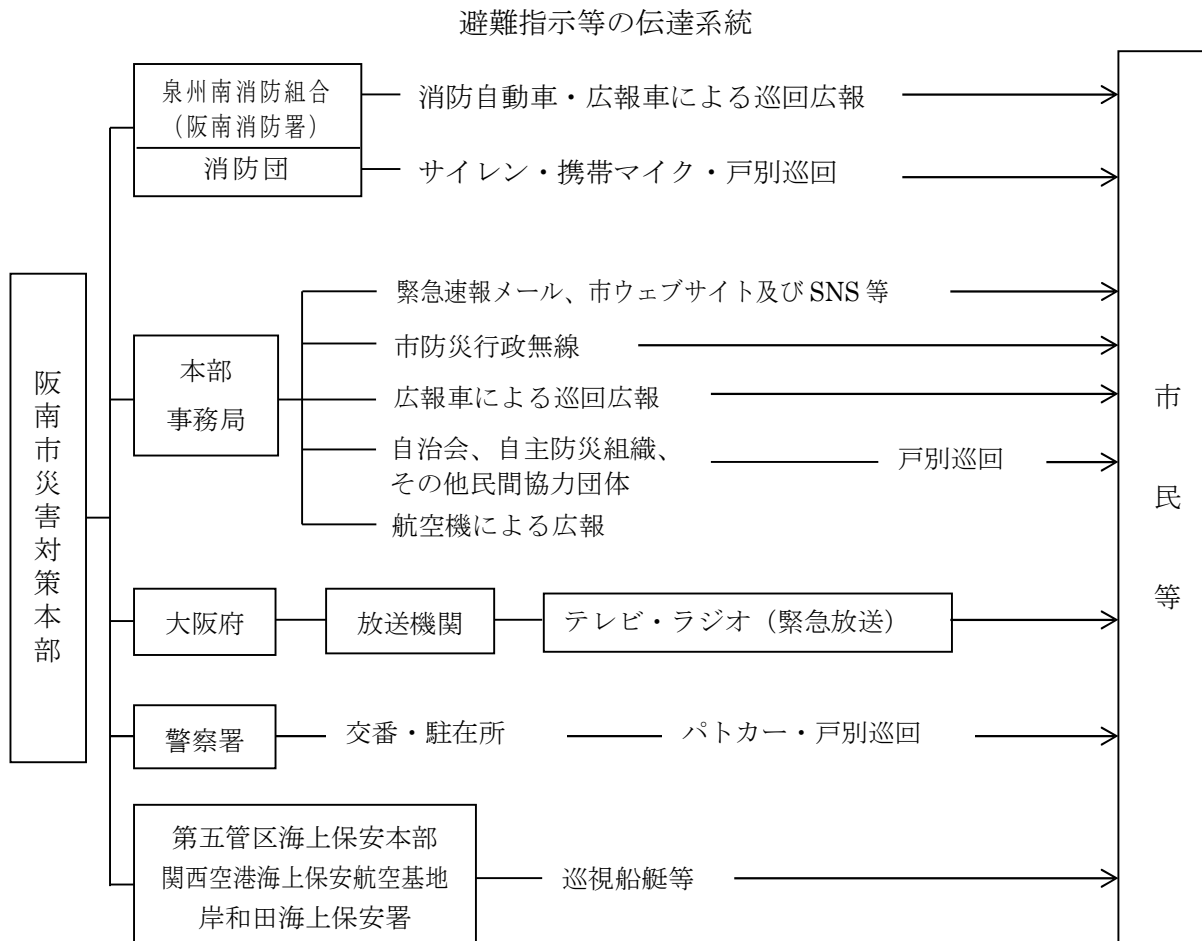 避難指示等の伝達系統
阪南市災害対策本部
泉州南消防組合
（阪南消防署）
消防自動車・広報車による巡回広報
消防団
サイレン・携帯マイク・戸別巡回
本部
事務局
緊急速報メール、市ウェブサイト及び SNS 等
市防災行政無線
広報車による巡回広報
自治会、自主防災組織、
その他民間協力団体
戸別巡回
航空機による広報
大阪府
放送機関
テレビ・ラジオ（緊急放送）
警察署
交番・駐在所
パトカー・戸別巡回
第五管区海上保安本部
関西空港海上保安航空基地
岸和田海上保安署
巡視船艇等
市民等